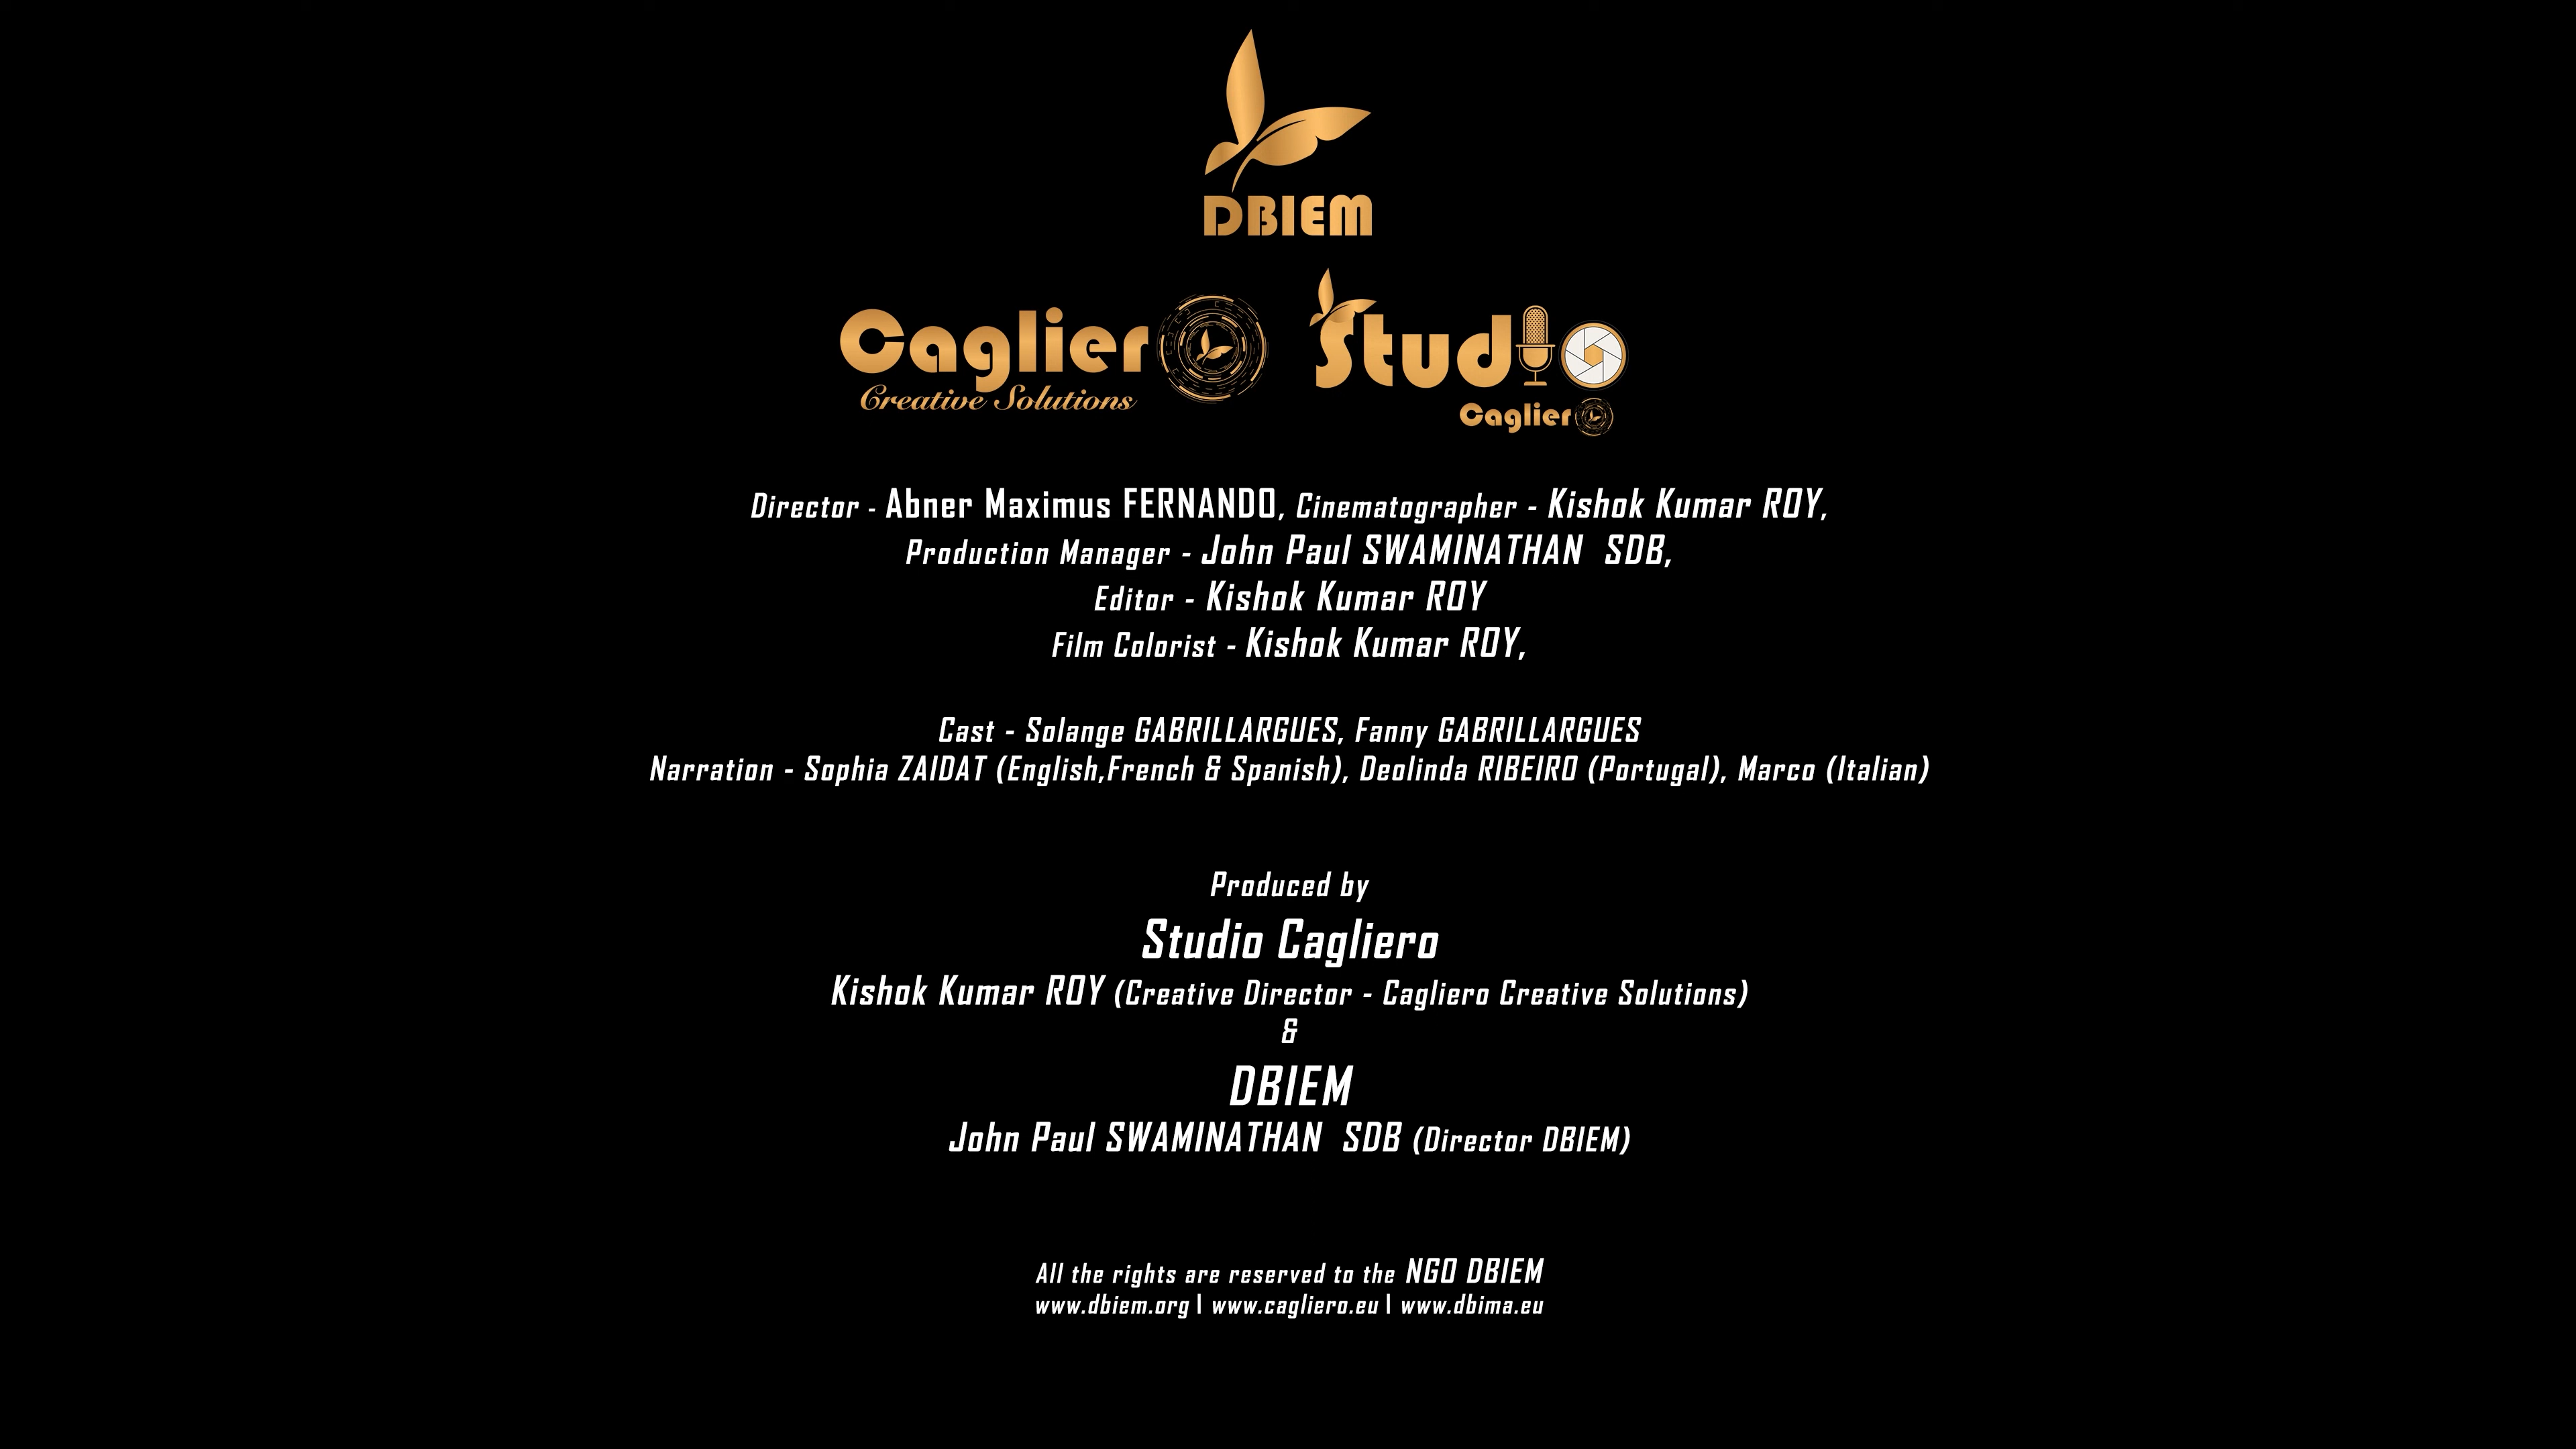 DBIEM
Cagliero
Creative Solutions
Studio
Cagliero
Director - Abner Maximus FERNANDO, Cinematographer - Kishok Kumar ROY,
Production Manager - John Paul SWAMINATHAN  SDB,
Editor - Kishok Kumar ROY
Film Colorist - Kishok Kumar ROY,
Cast - Solange GABRILLARGUES, Fanny GABRILLARGUES
Narration - Sophia ZAIDAT (English,French & Spanish), Deolinda RIBEIRO (Portugal), Marco (Italian)
Produced by
Studio Cagliero
Kishok Kumar ROY (Creative Director - Cagliero Creative Solutions)
&
DBIEM
John Paul SWAMINATHAN  SDB (Director DBIEM)
All the rights are reserved to the NGO DBIEM
www.dbiem.org | www.cagliero.eu | www.dbima.eu